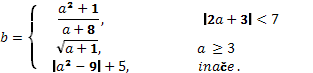 b = { (a² + 1)/(a + 8), |2a + 3| < 7
√(a + 1), a ≥ 3
|a² − 9| + 5, inače.